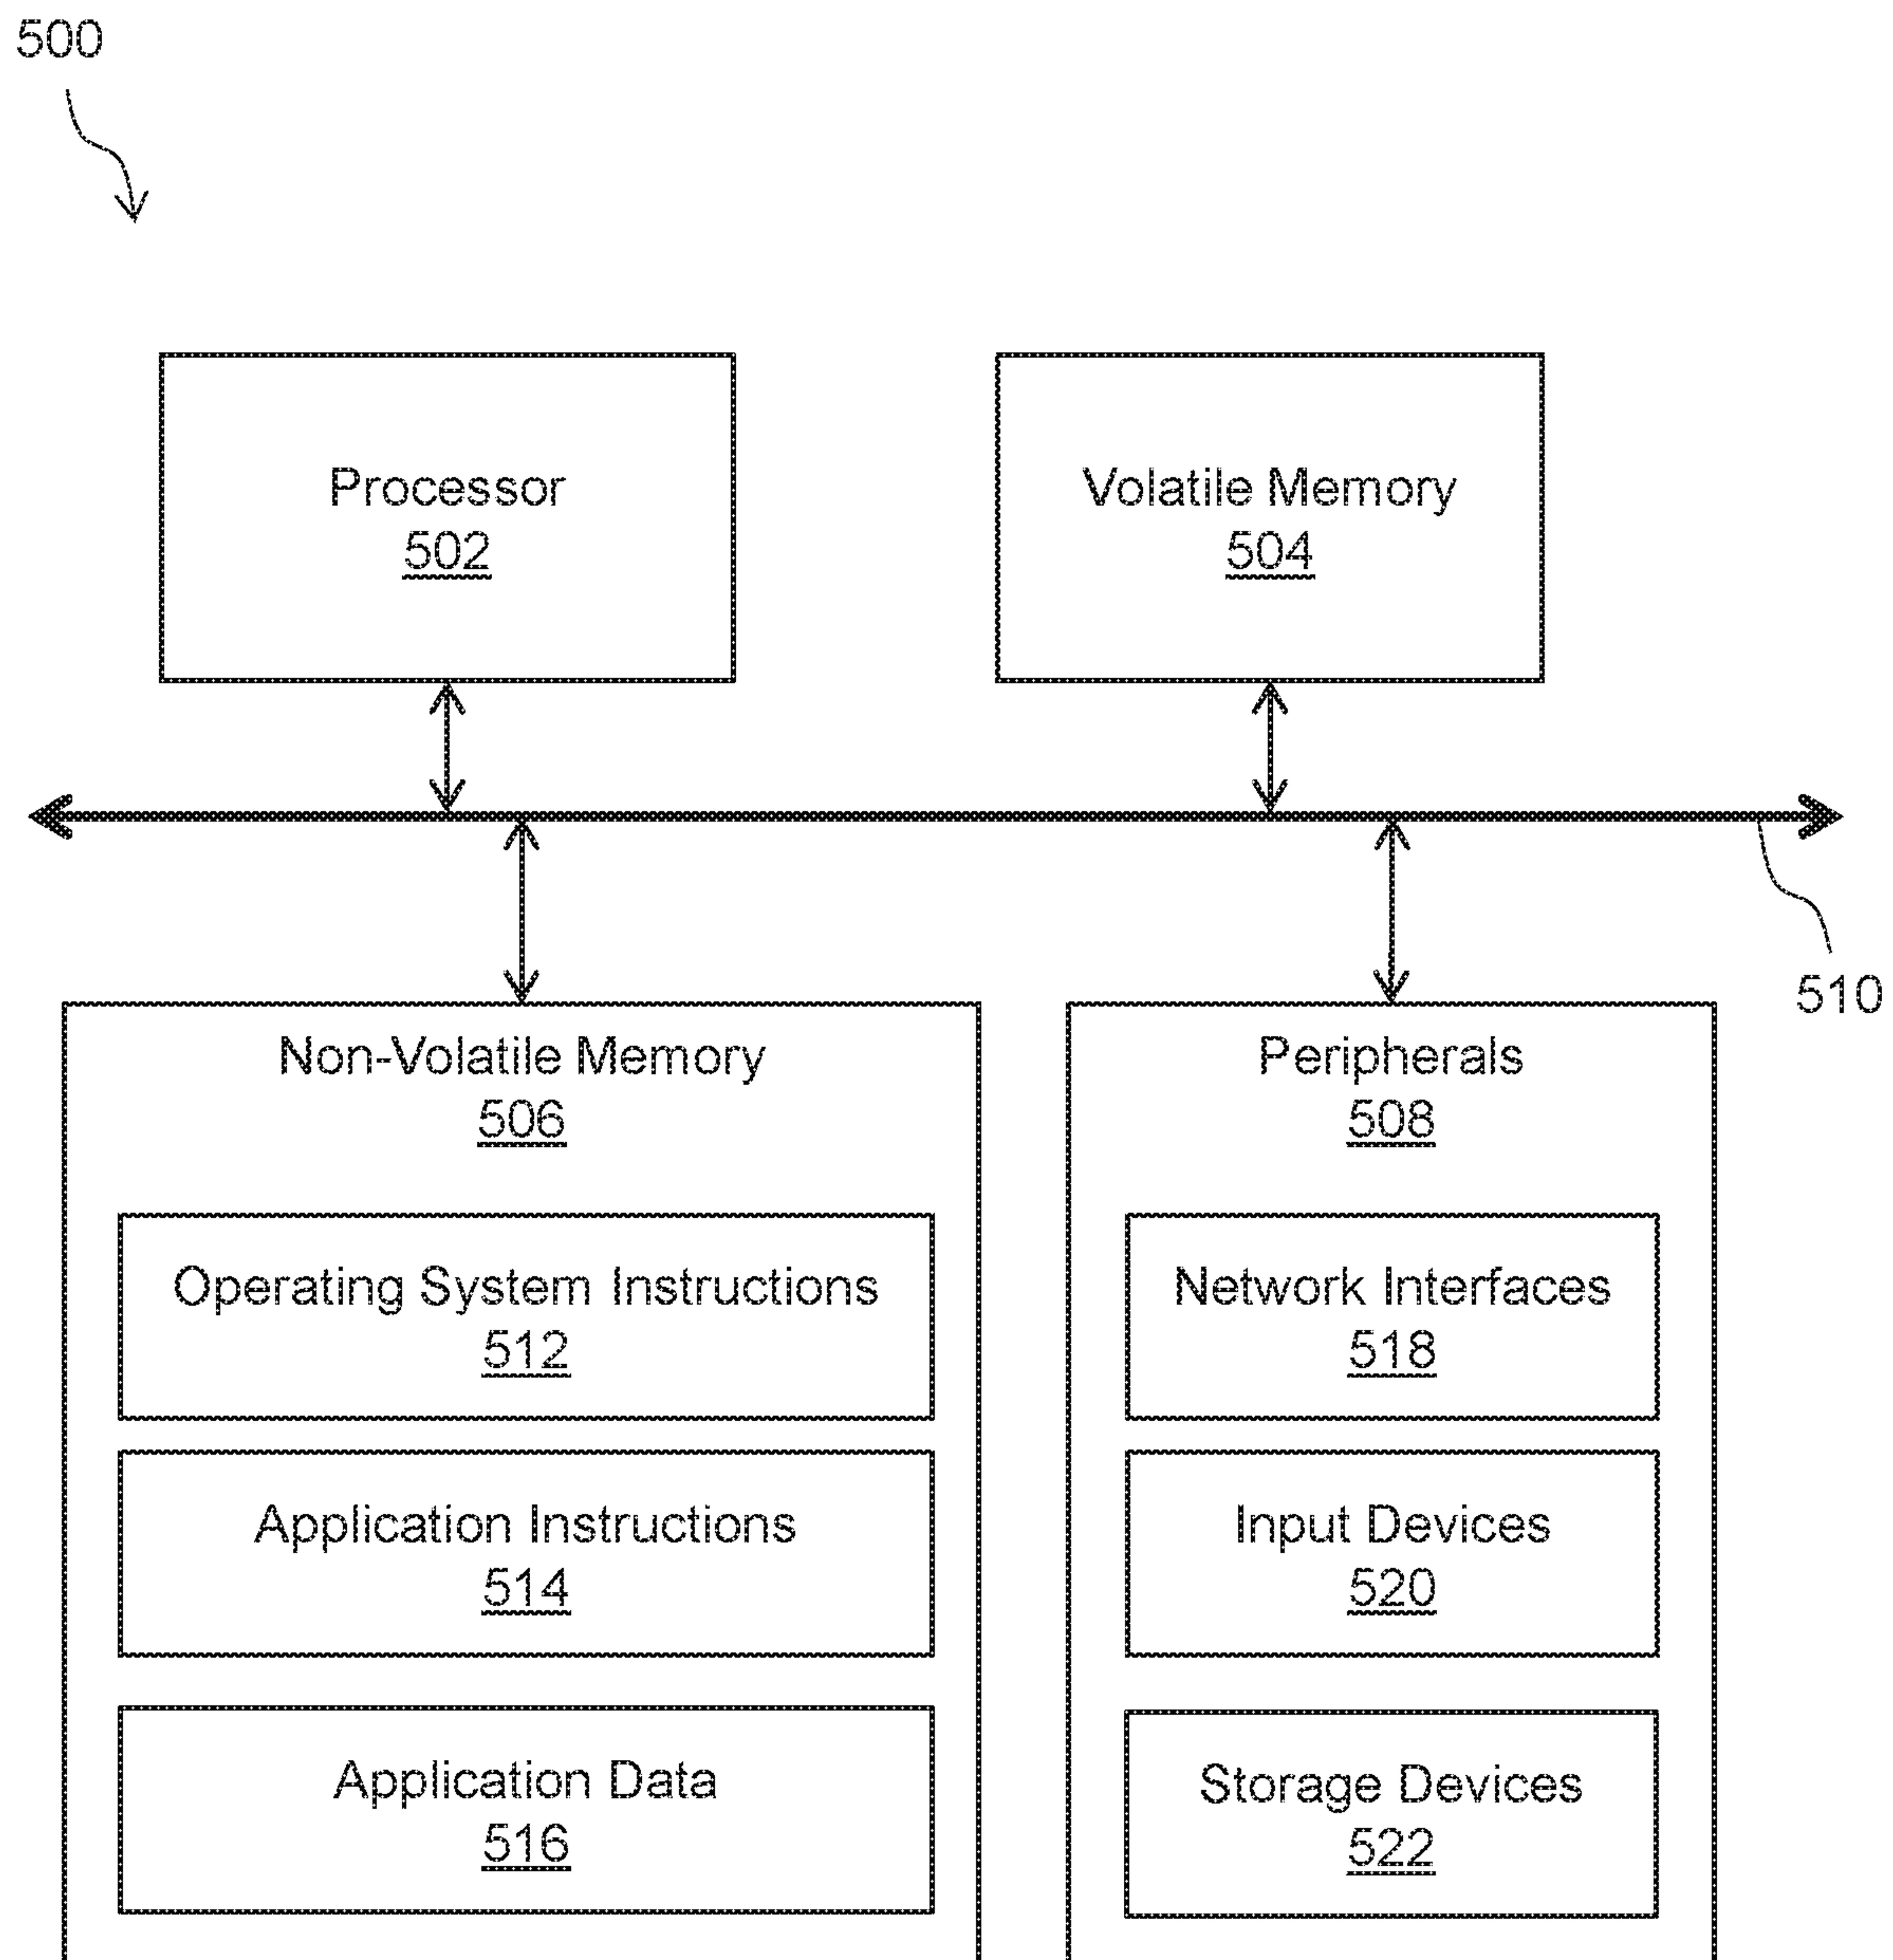 500
Processor
502
Volatile Memory
504
510
Non-Volatile Memory
506
Operating System Instructions
512
Application Instructions
514
Application Data
516
Peripherals
508
Network Interfaces
518
Input Devices
520
Storage Devices
522